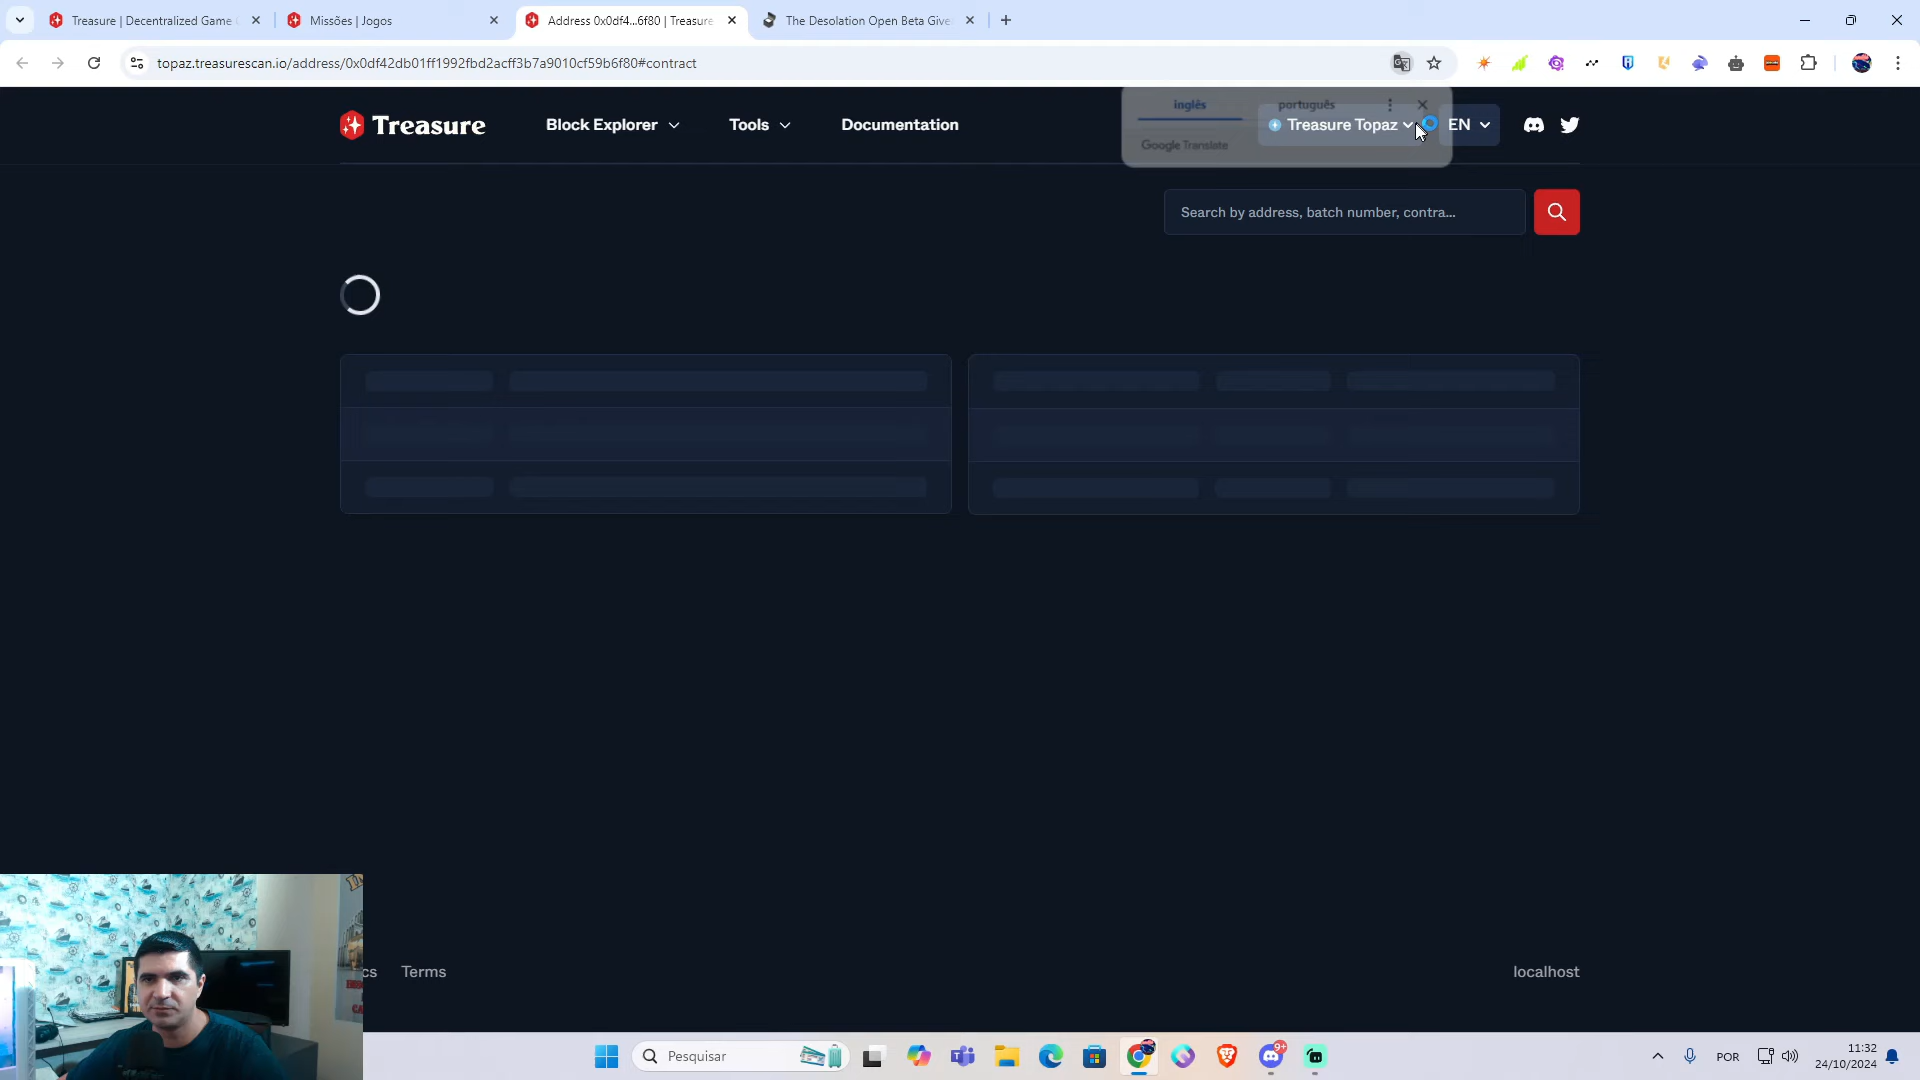 Treasure | Decentralized Game
Missões | Jogos
Address 0x0df4...6f80 | Treasure
The Desolation Open Beta Give
topaz.treasurescan.io/address/0x0df42db01ff1992fbd2acff3b7a9010cf59b6f80#contract
inglês
português
Google Translate
Treasure
Block Explorer
Tools
Documentation
Treasure Topaz
EN
Search by address, batch number, contra...
cs
Terms
localhost
Pesquisar
9+
POR
11:32
24/10/2024